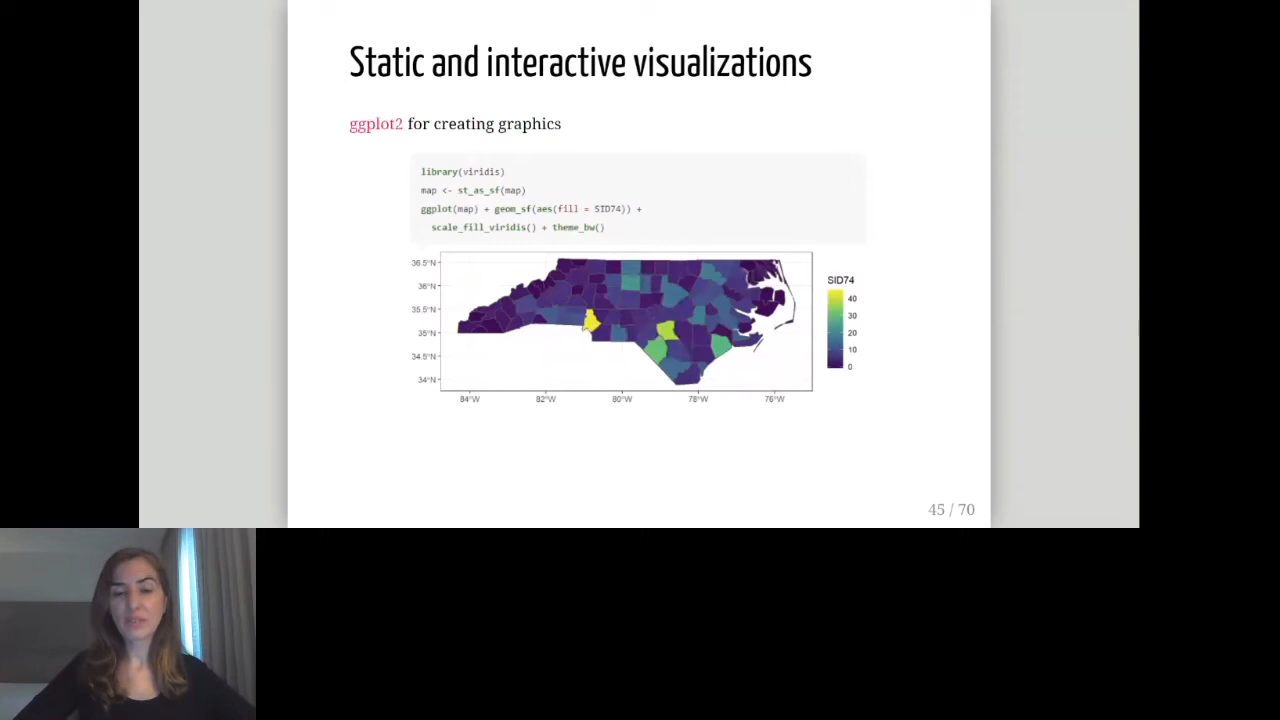 Static and interactive visualizations
ggplot2 for creating graphics
library(viridis)
map <- st_as_sf(map)
ggplot(map) + geom_sf(aes(fill = SID74)) +
scale_fill_viridis() + theme_bw()
36.5°N
36°N
35.5°N
35°N
34.5°N
34°N
84°W
82°W
80°W
78°W
76°W
SID74
40
30
20
10
0
45 / 70